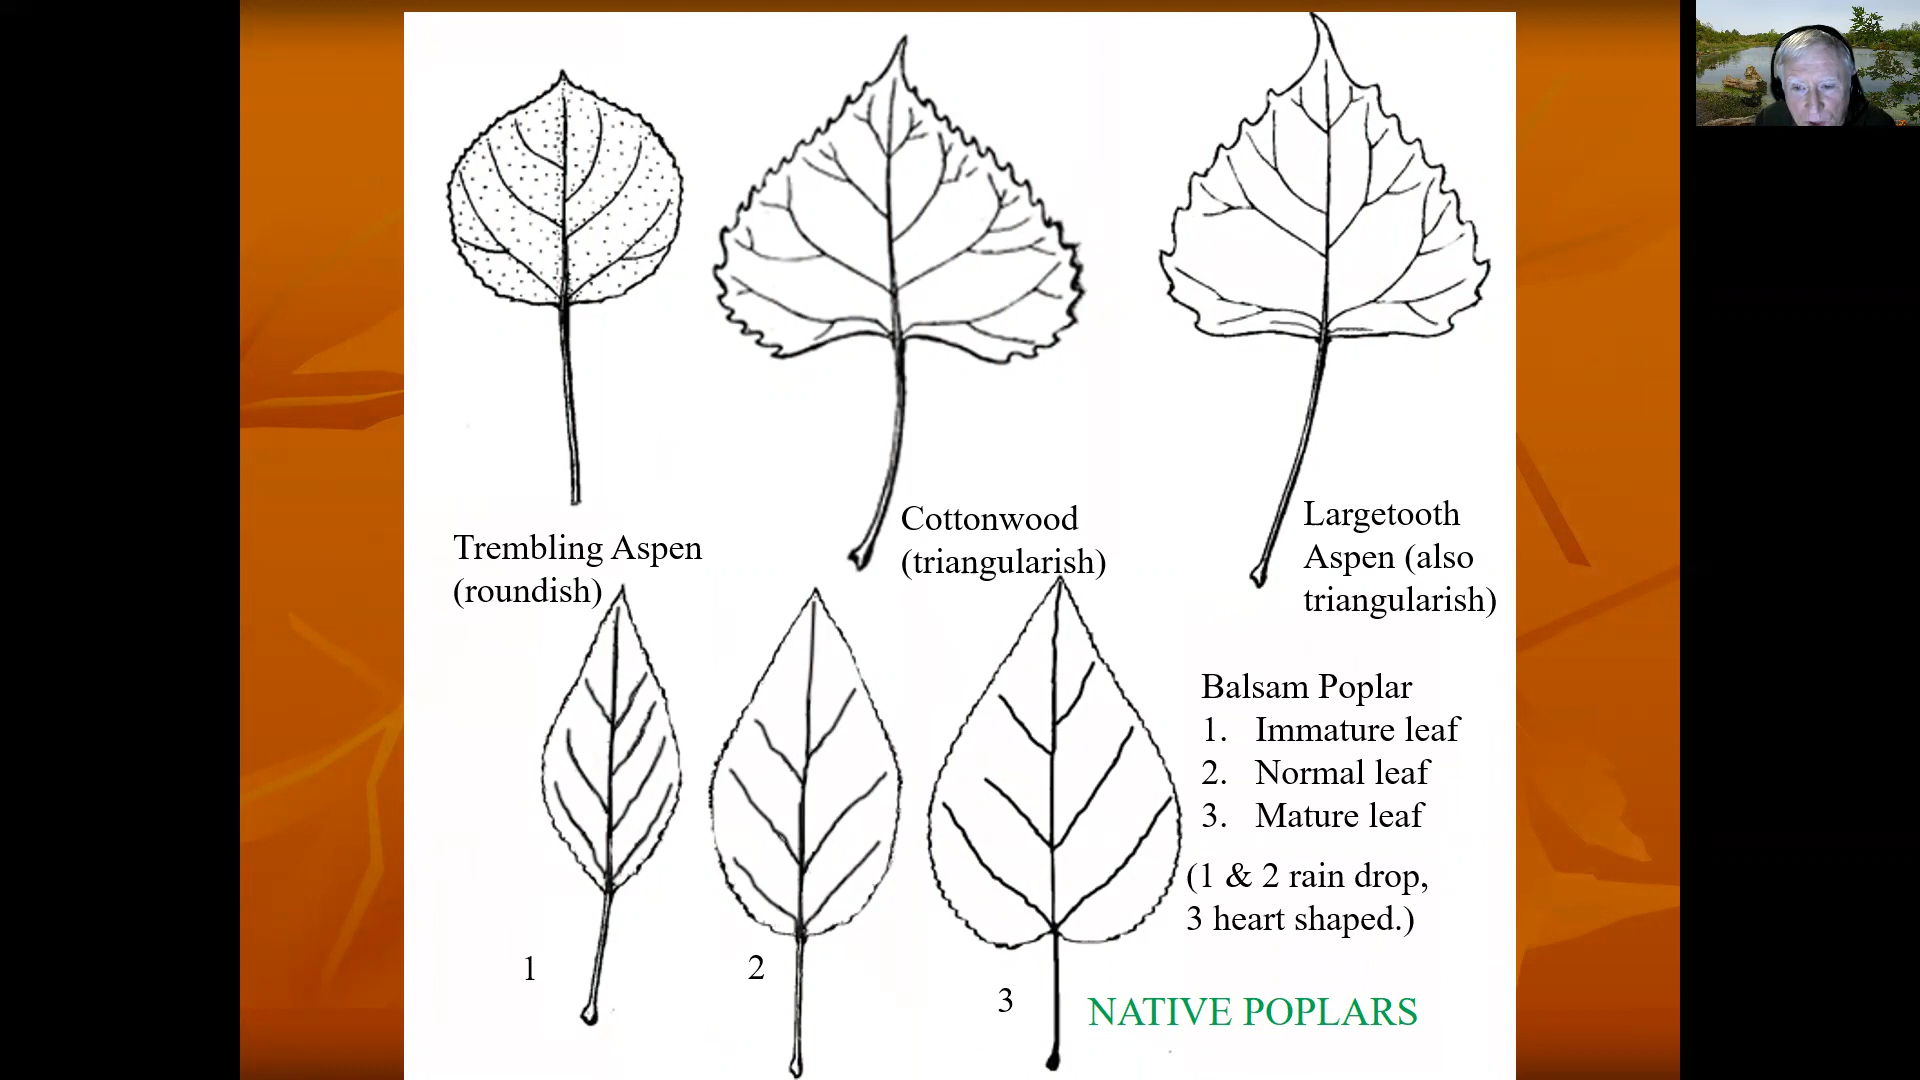 Trembling Aspen
(roundish)
Cottonwood
(triangularish)
Largetooth
Aspen (also
triangularish)
Balsam Poplar
1. Immature leaf
2. Normal leaf
3. Mature leaf
(1 & 2 rain drop,
3 heart shaped.)
1
2
3
NATIVE POPLARS